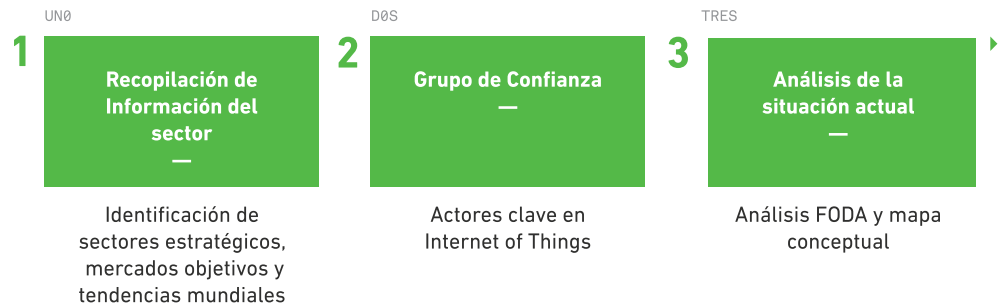 UN0
1
Recopilación de
Información del
sector
—
Identificación de
sectores estratégicos,
mercados objetivos y
tendencias mundiales
D0S
2
Grupo de Confianza
—
Actores clave en
Internet of Things
TRES
3
Análisis de la
situación actual
—
Análisis FODA y mapa
conceptual